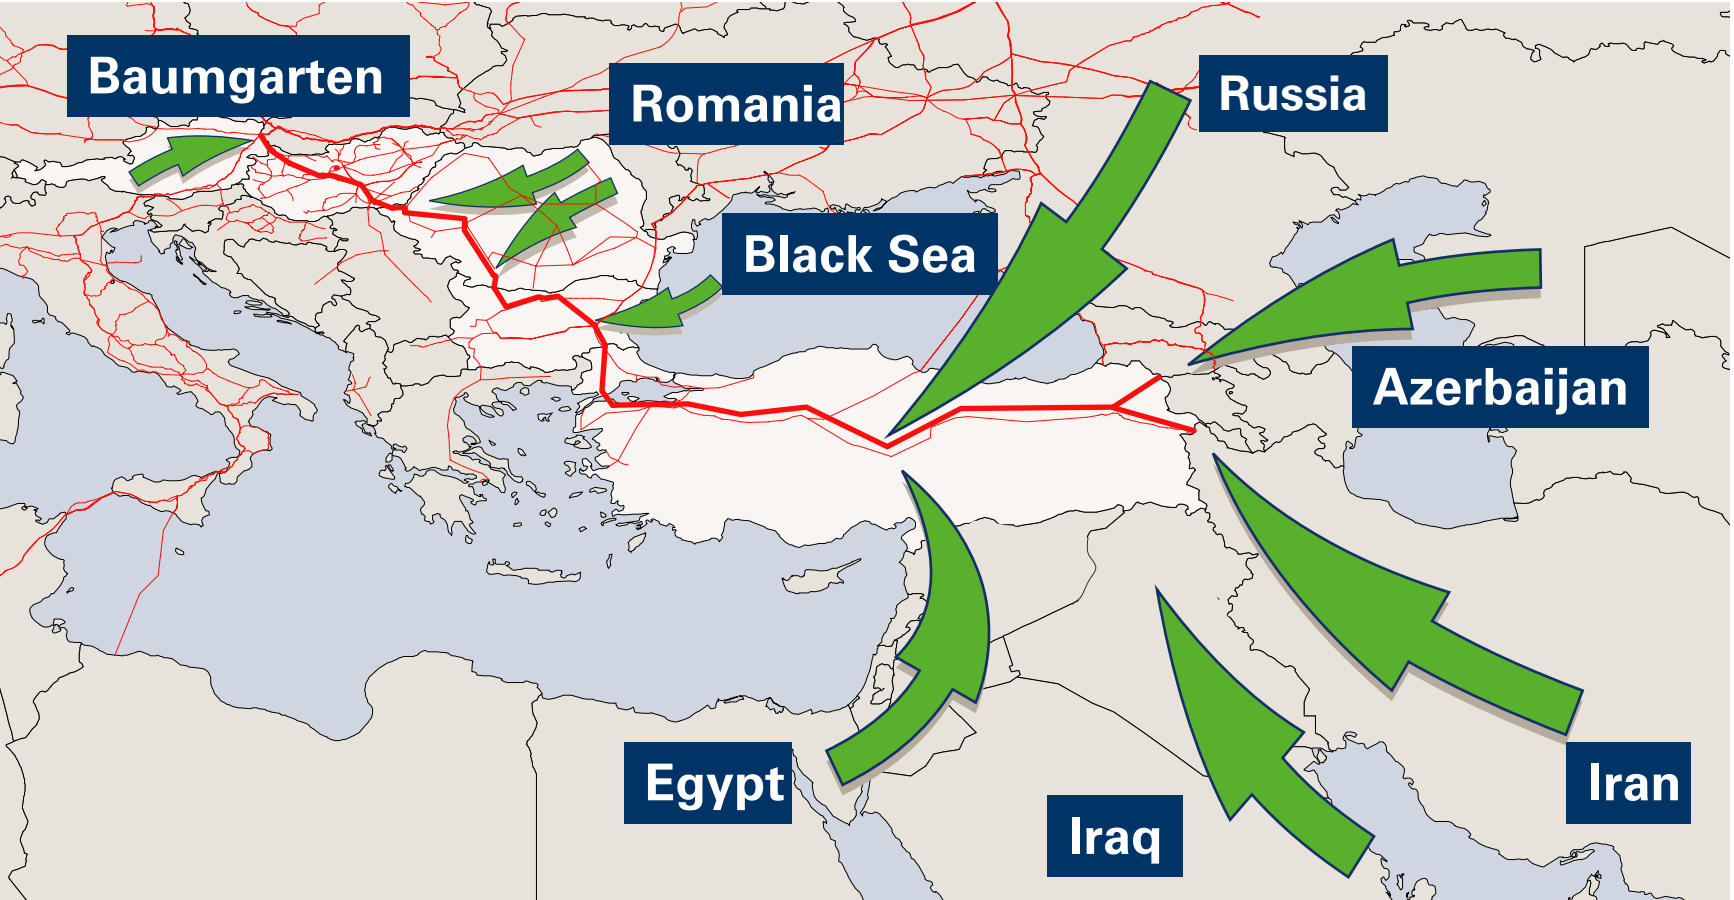 Baumgarten
Romania
Russia
Black Sea
Azerbaijan
Egypt
Iran
Iraq